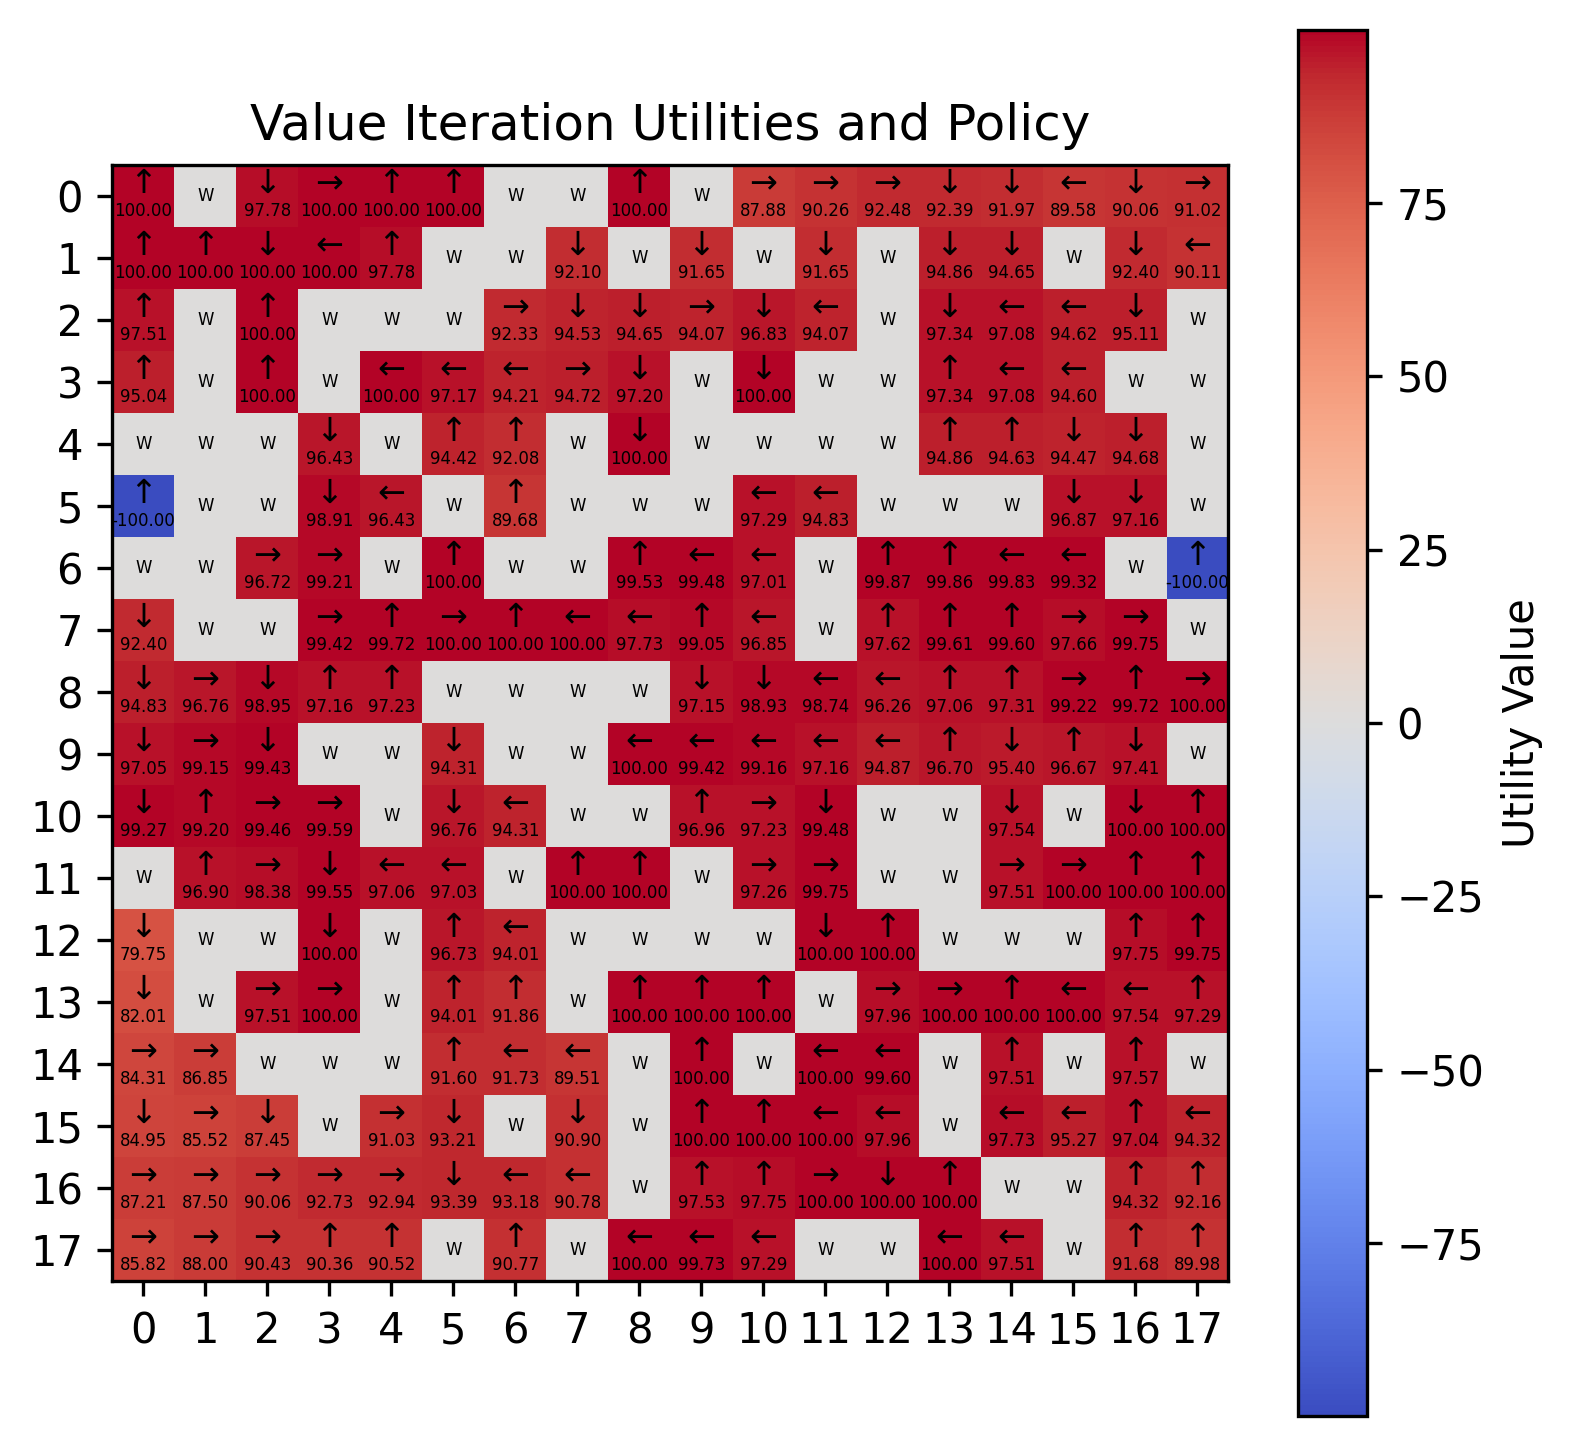 Value Iteration Utilities and Policy
0 ↑ W ↓ → ↑ ↑ W W ↑ W → → → ↓ ↓ ← ↓ →
100.00 97.78 100.00 100.00 100.00 100.00 87.88 90.26 92.48 92.39 91.97 89.58 90.06 91.02
1 ↑ ↑ ↓ ← ↑ W W ↓ W ↓ W ↓ W ↓ ↓ W ↓ ←
100.00 100.00 100.00 100.00 97.78 92.10 91.65 91.65 94.86 94.65 92.40 90.11
2 ↑ W ↑ W W W → ↓ ↓ → ↓ ← W ↓ ← ← ↓ W
97.51 100.00 92.33 94.53 94.65 94.07 96.83 94.07 97.34 97.08 94.62 95.11
3 ↑ W ↑ W ← ← ← → ↓ W ↓ W W ↑ ← ← W W
95.04 100.00 100.00 97.17 94.21 94.72 97.20 100.00 97.34 97.08 94.60
4 W W W ↓ W ↑ ↑ W ↓ W W W W ↑ ↑ ↓ ↓ W
96.43 94.42 92.08 100.00 94.86 94.63 94.47 94.68
5 ↑ W W ↓ ← W ↑ W W W ← ← W W W ↓ ↓ W
-100.00 98.91 96.43 89.68 97.29 94.83 96.87 97.16
6 W W → → W ↑ W W ↑ ← ← W ↑ ↑ ← ← W ↑
96.72 99.21 100.00 99.53 99.48 97.01 99.87 99.86 99.83 99.32 -100.00
7 ↓ W W → ↑ → ↑ ← ← ↑ ← W ↑ ↑ ↑ → → W
92.40 99.42 99.72 100.00 100.00 100.00 97.73 99.05 96.85 97.62 99.61 99.60 97.66 99.75
8 ↓ → ↓ ↑ ↑ W W W W ↓ ↓ ← ← ↑ ↑ → ↑ →
94.83 96.76 98.95 97.16 97.23 97.15 98.93 98.74 96.26 97.06 97.31 99.22 99.72 100.00
9 ↓ → ↓ W W ↓ W W ← ← ← ← ← ↑ ↓ ↑ ↓ W
97.05 99.15 99.43 94.31 100.00 99.42 99.16 97.16 94.87 96.70 95.40 96.67 97.41
10 ↓ ↑ → → W ↓ ← W W ↑ → ↓ W W ↓ W ↓ ↑
99.27 99.20 99.46 99.59 96.76 94.31 96.96 97.23 99.48 97.54 100.00 100.00
11 W ↑ → ↓ ← ← W ↑ ↑ W → → W W → → ↑ ↑
96.90 98.38 99.55 97.06 97.03 100.00 100.00 97.26 99.75 97.51 100.00 100.00 100.00
12 ↓ W W ↓ W ↑ ← W W W W ↓ ↑ W W W ↑ ↑
79.75 100.00 96.73 94.01 100.00 100.00 97.75 99.75
13 ↓ W → → W ↑ ↑ W ↑ ↑ ↑ W → → ↑ ← ← ↑
82.01 97.51 100.00 94.01 91.86 100.00 100.00 100.00 97.96 100.00 100.00 100.00 97.54 97.29
14 → → W W W ↑ ← ← W ↑ W ← ← W ↑ W ↑ W
84.31 86.85 91.60 91.73 89.51 100.00 100.00 99.60 97.51 97.57
15 ↓ → ↓ W → ↓ W ↓ W ↑ ↑ ← ← W ← ← ↑ ←
84.95 85.52 87.45 91.03 93.21 90.90 100.00 100.00 100.00 97.96 97.73 95.27 97.04 94.32
16 → → → → → ↓ ← ← W ↑ ↑ → ↓ ↑ W W ↑ ↑
87.21 87.50 90.06 92.73 92.94 93.39 93.18 90.78 97.53 97.75 100.00 100.00 100.00 94.32 92.16
17 → → → ↑ ↑ W ↑ W ← ← ← W W ← ← W ↑ ↑
85.82 88.00 90.43 90.36 90.52 90.77 100.00 99.73 97.29 100.00 97.51 91.68 89.98
0 1 2 3 4 5 6 7 8 9 10 11 12 13 14 15 16 17
75
50
25
0
−25
−50
−75
Utility Value